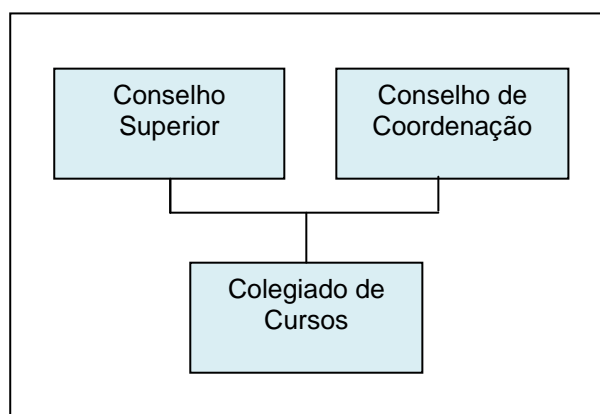 Conselho
Superior
Conselho de
Coordenação
Colegiado de
Cursos